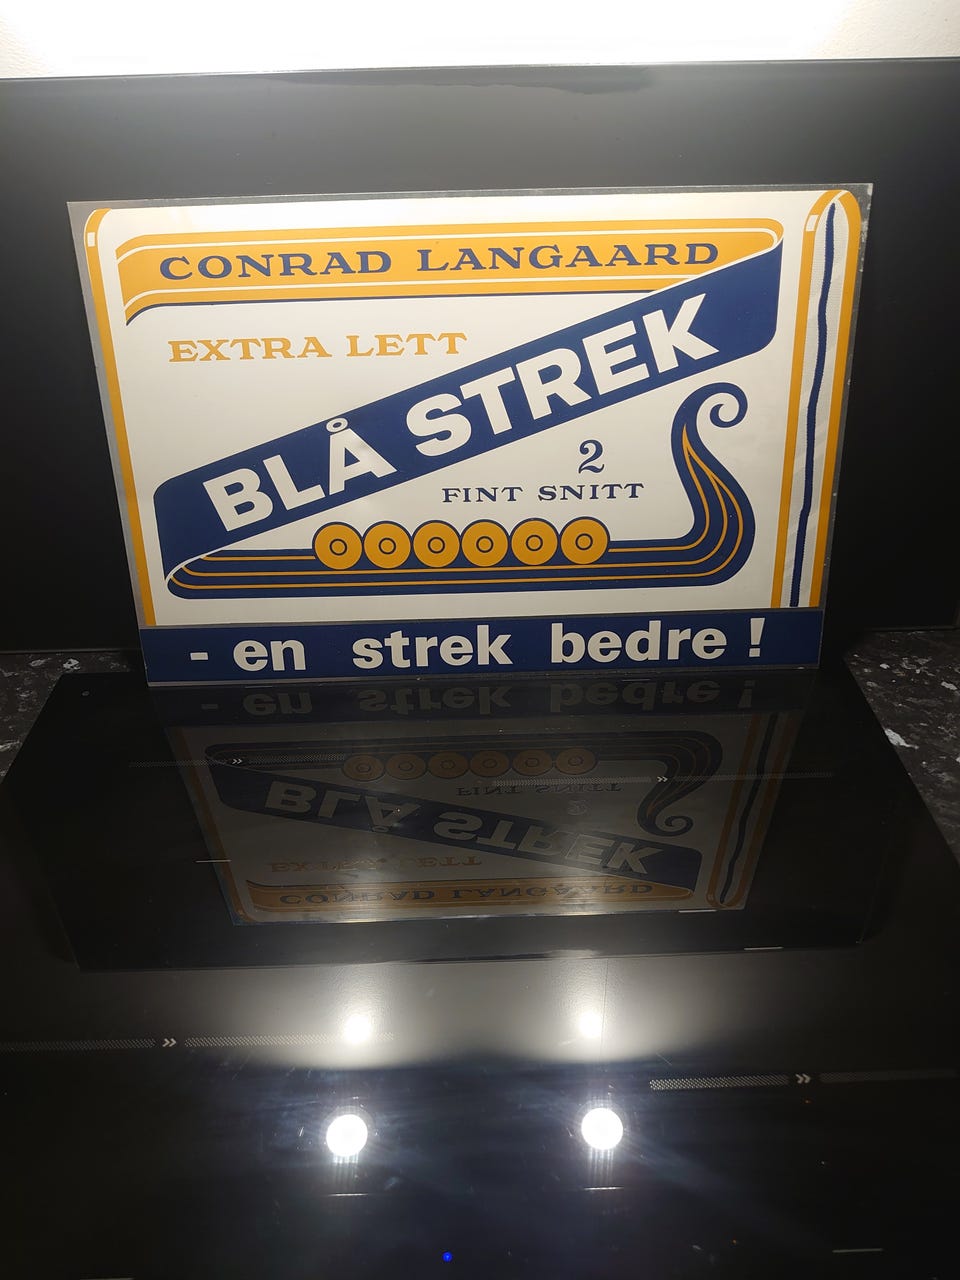 CONRAD LANGAARD
EXTRA LETT
BLÅ STREK
2
FINT SNITT
- en strek bedre!